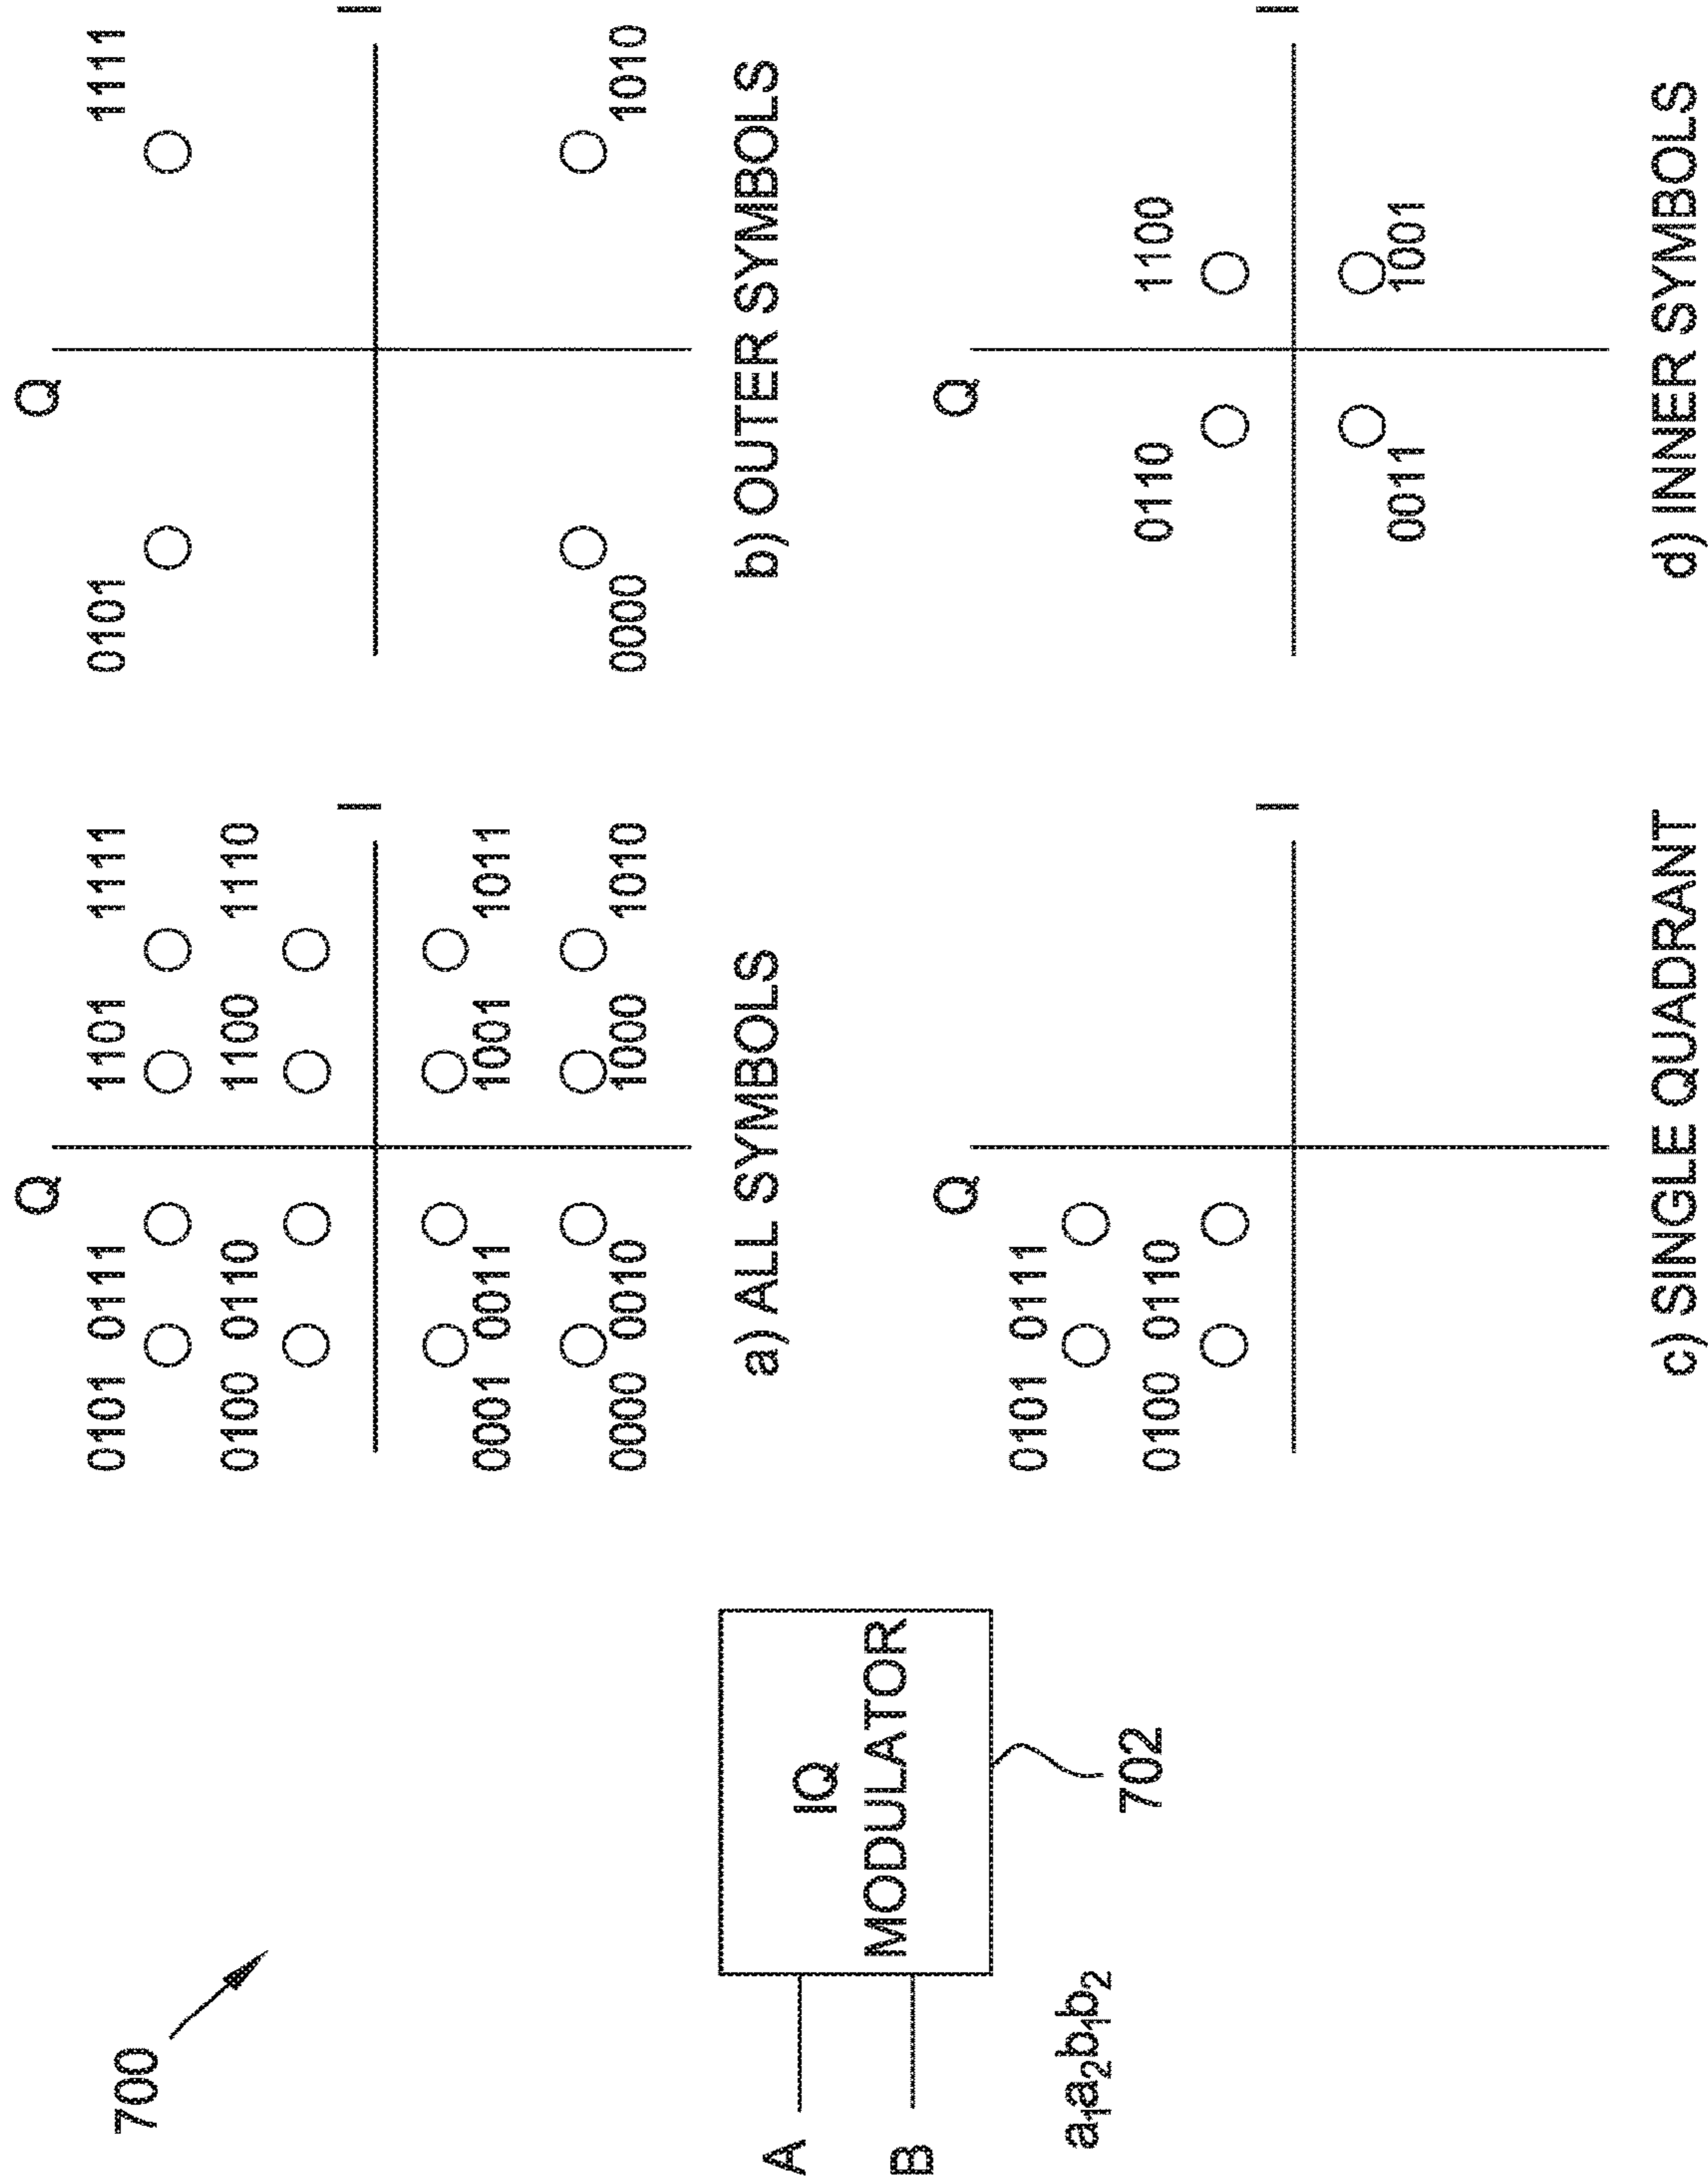 700
A
B
IQ
MODULATOR
702
a₁a₂b₁b₂
Q
0101 0111 1101 1111
0100 0110 1100 1110
I
0001 0011 1001 1011
0000 0010 1000 1010
a) ALL SYMBOLS
Q
0101 1111
I
0000 1010
b) OUTER SYMBOLS
Q
0101 0111
0100 0110
I
c) SINGLE QUADRANT
Q
0110 1100
I
0011 1001
d) INNER SYMBOLS